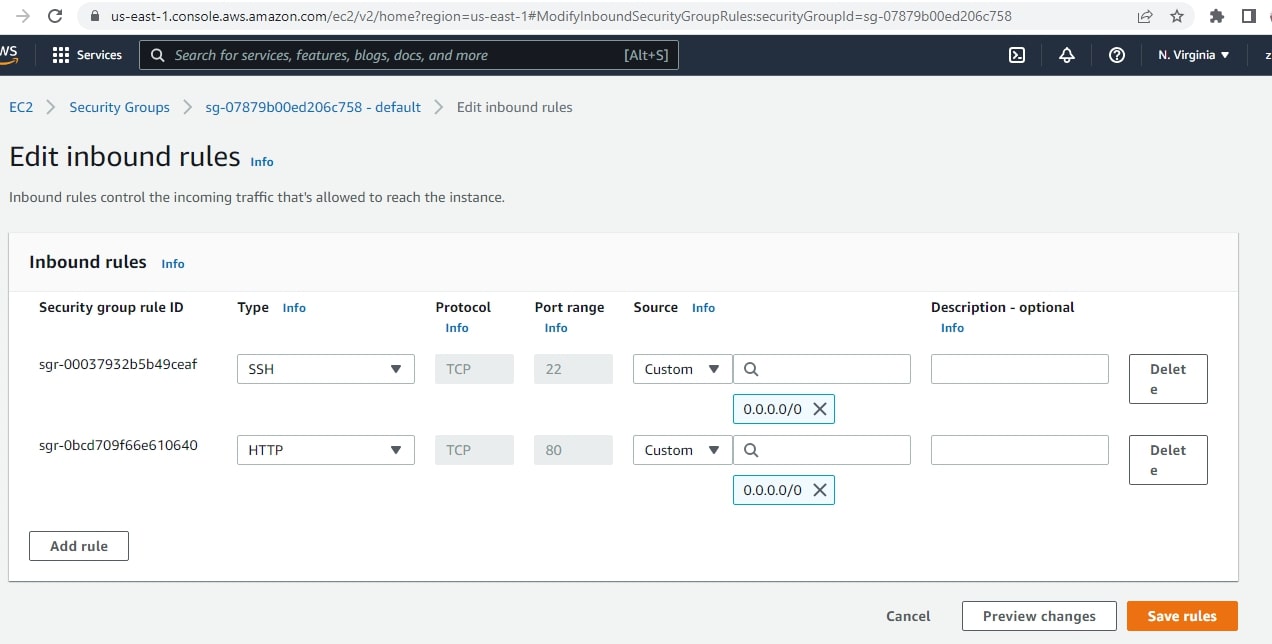 us-east-1.console.aws.amazon.com/ec2/v2/home?region=us-east-1#ModifyInboundSecurityGroupRules:securityGroupId=sg-07879b00ed206c758
Services Search for services, features, blogs, docs, and more [Alt+S] N. Virginia
EC2 Security Groups sg-07879b00ed206c758 - default Edit inbound rules
Edit inbound rules Info
Inbound rules control the incoming traffic that's allowed to reach the instance.
Inbound rules Info
Security group rule ID Type Info Protocol Port range Source Info Description - optional
Info Info Info
sgr-00037932b5b49ceaf SSH TCP 22 Custom Delet
e
0.0.0.0/0
sgr-0bcd709f66e610640 HTTP TCP 80 Custom Delet
e
0.0.0.0/0
Add rule
Cancel Preview changes Save rules